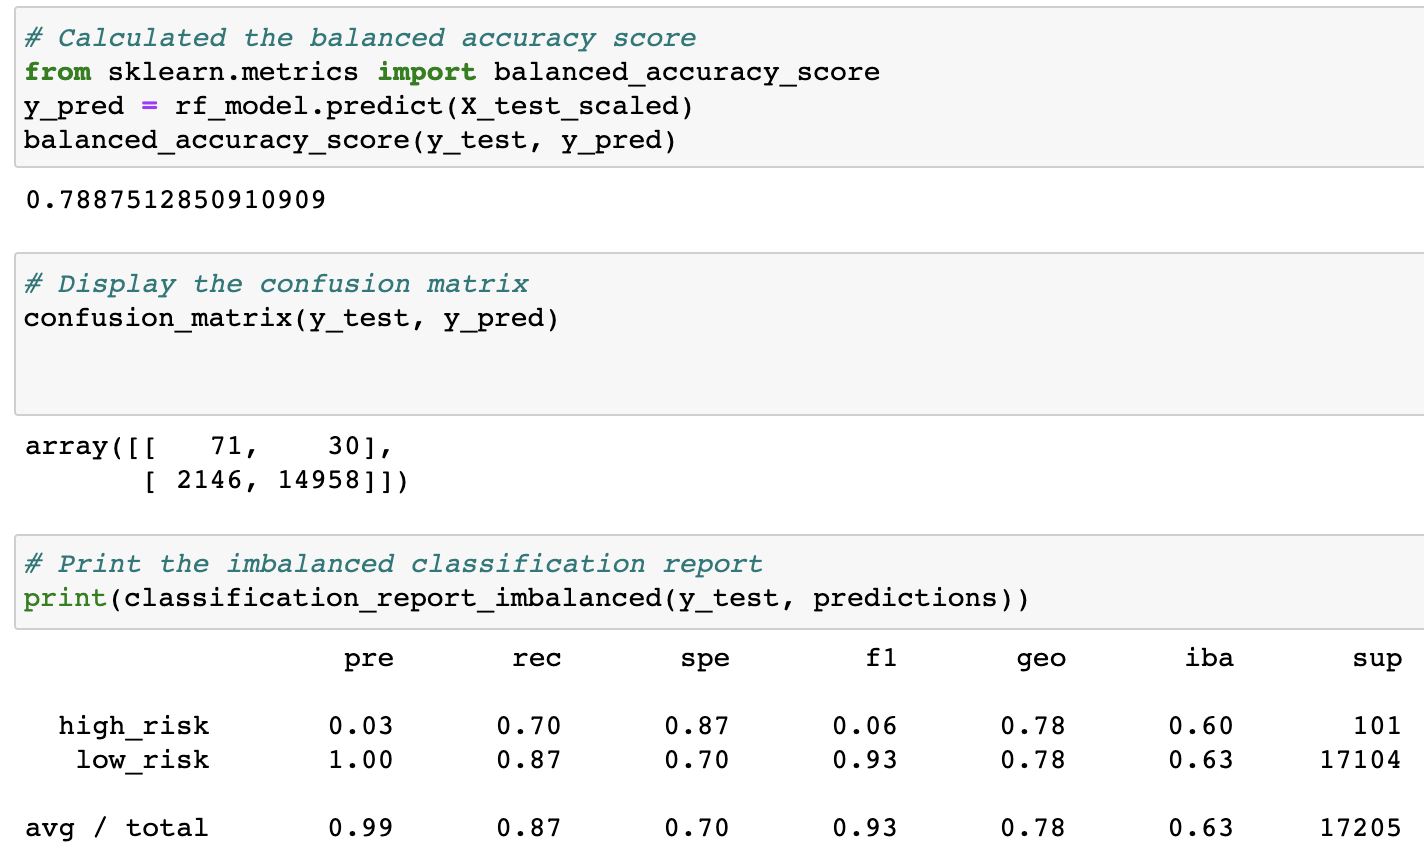 # Calculated the balanced accuracy score
from sklearn.metrics import balanced_accuracy_score
y_pred = rf_model.predict(X_test_scaled)
balanced_accuracy_score(y_test, y_pred)
0.7887512850910909
# Display the confusion matrix
confusion_matrix(y_test, y_pred)
array([[   71,    30],
       [ 2146, 14958]])
# Print the imbalanced classification report
print(classification_report_imbalanced(y_test, predictions))
                   pre       rec       spe        f1       geo       iba       sup
  high_risk       0.03      0.70      0.87      0.06      0.78      0.60       101
   low_risk       1.00      0.87      0.70      0.93      0.78      0.63     17104
avg / total       0.99      0.87      0.70      0.93      0.78      0.63     17205